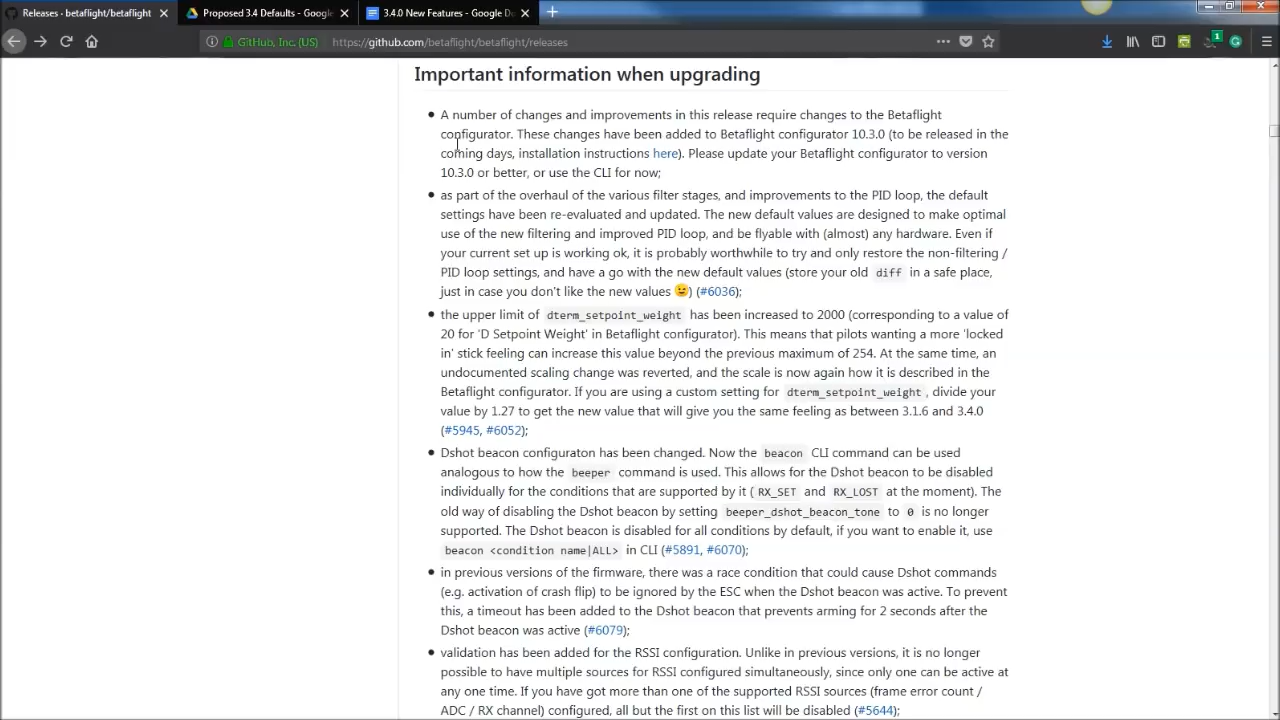 Releases · betaflight/betaflight
Proposed 3.4 Defaults - Google
3.4.0 New Features - Google Do
GitHub, Inc. (US)
https://github.com/betaflight/betaflight/releases
1
Important information when upgrading
A number of changes and improvements in this release require changes to the Betaflight
configurator. These changes have been added to Betaflight configurator 10.3.0 (to be released in the
coming days, installation instructions here). Please update your Betaflight configurator to version
10.3.0 or better, or use the CLI for now;
as part of the overhaul of the various filter stages, and improvements to the PID loop, the default
settings have been re-evaluated and updated. The new default values are designed to make optimal
use of the new filtering and improved PID loop, and be flyable with (almost) any hardware. Even if
your current set up is working ok, it is probably worthwhile to try and only restore the non-filtering /
PID loop settings, and have a go with the new default values (store your old diff in a safe place,
just in case you don't like the new values 😉) (#6036);
the upper limit of dterm_setpoint_weight has been increased to 2000 (corresponding to a value of
20 for 'D Setpoint Weight' in Betaflight configurator). This means that pilots wanting a more 'locked
in' stick feeling can increase this value beyond the previous maximum of 254. At the same time, an
undocumented scaling change was reverted, and the scale is now again how it is described in the
Betaflight configurator. If you are using a custom setting for dterm_setpoint_weight, divide your
value by 1.27 to get the new value that will give you the same feeling as between 3.1.6 and 3.4.0
(#5945, #6052);
Dshot beacon configuraton has been changed. Now the beacon CLI command can be used
analogous to how the beeper command is used. This allows for the Dshot beacon to be disabled
individually for the conditions that are supported by it ( RX_SET and RX_LOST at the moment). The
old way of disabling the Dshot beacon by setting beeper_dshot_beacon_tone to 0 is no longer
supported. The Dshot beacon is disabled for all conditions by default, if you want to enable it, use
beacon <condition name|ALL> in CLI (#5891, #6070);
in previous versions of the firmware, there was a race condition that could cause Dshot commands
(e.g. activation of crash flip) to be ignored by the ESC when the Dshot beacon was active. To prevent
this, a timeout has been added to the Dshot beacon that prevents arming for 2 seconds after the
Dshot beacon was active (#6079);
validation has been added for the RSSI configuration. Unlike in previous versions, it is no longer
possible to have multiple sources for RSSI configured simultaneously, since only one can be active at
any one time. If you have got more than one of the supported RSSI sources (frame error count /
ADC / RX channel) configured, all but the first on this list will be disabled (#5644);